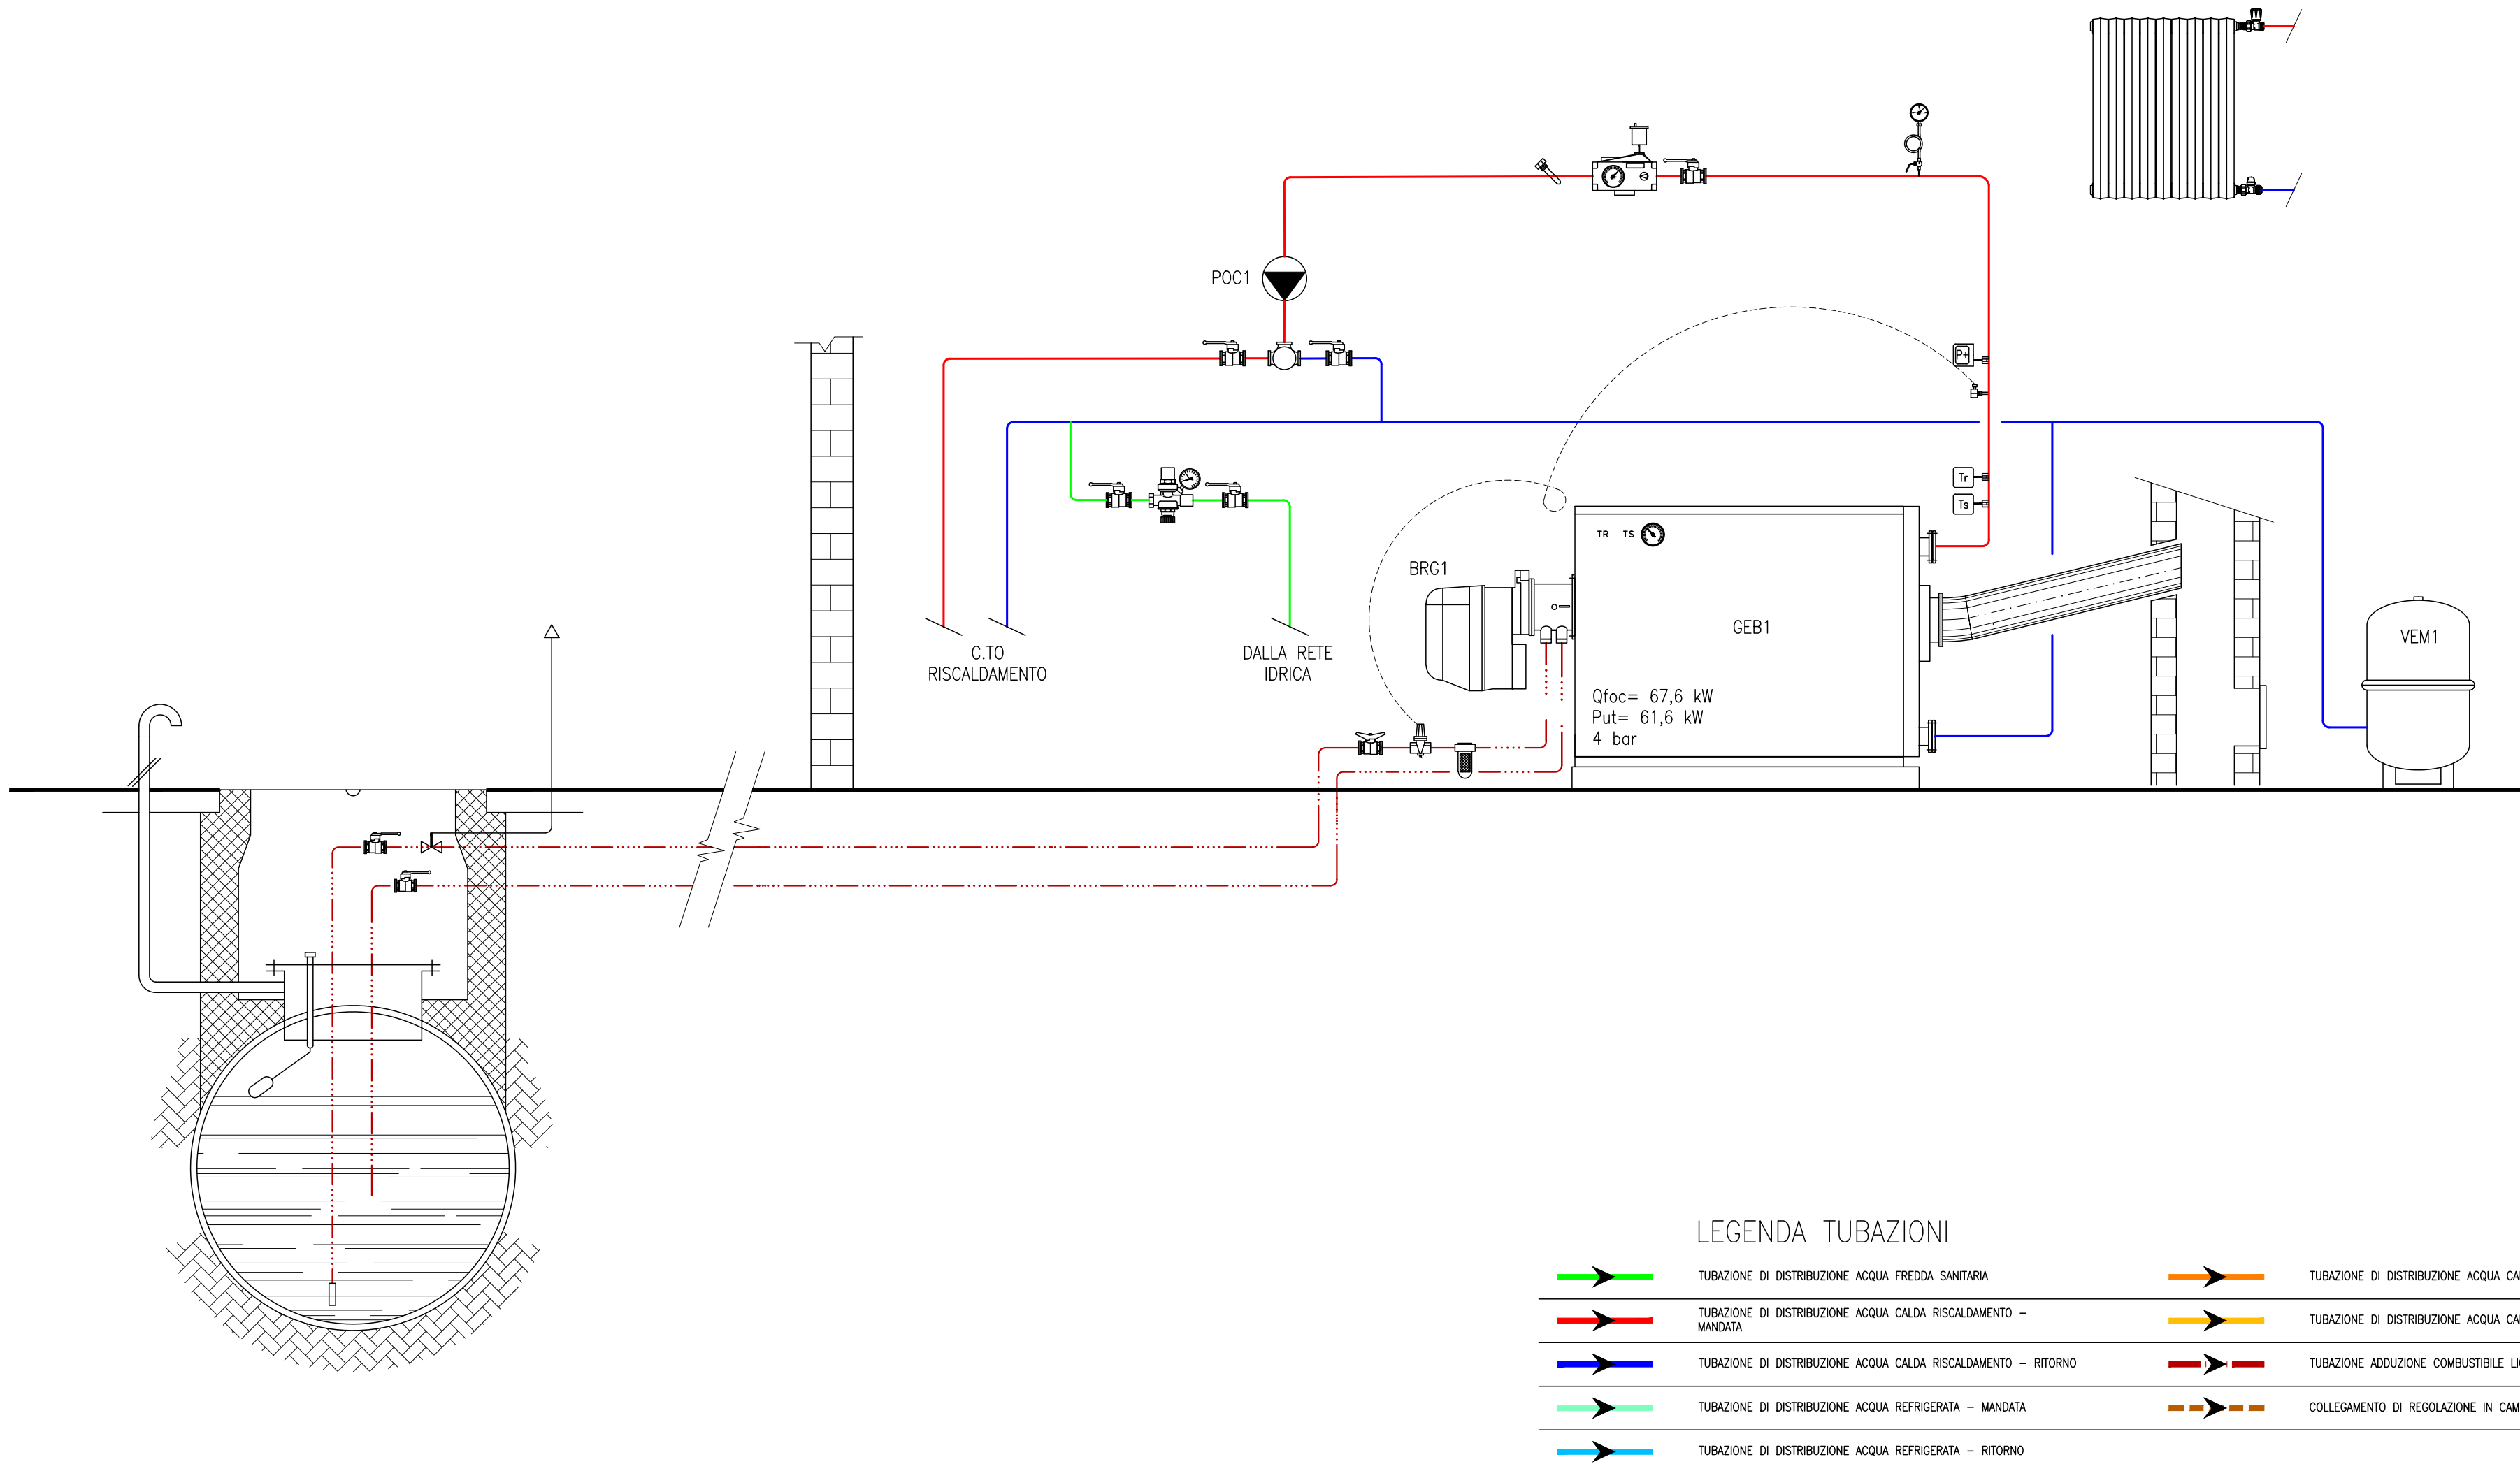 POC1
P+
Tr
Ts
TR TS
BRG1
GEB1
VEM1
C.TO
RISCALDAMENTO
DALLA RETE
IDRICA
Qfoc= 67,6 kW
Put= 61,6 kW
4 bar
LEGENDA TUBAZIONI
TUBAZIONE DI DISTRIBUZIONE ACQUA FREDDA SANITARIA
TUBAZIONE DI DISTRIBUZIONE ACQUA CALDA RISCALDAMENTO –
MANDATA
TUBAZIONE DI DISTRIBUZIONE ACQUA CALDA RISCALDAMENTO – RITORNO
TUBAZIONE DI DISTRIBUZIONE ACQUA REFRIGERATA – MANDATA
TUBAZIONE DI DISTRIBUZIONE ACQUA REFRIGERATA – RITORNO
TUBAZIONE DI DISTRIBUZIONE ACQUA
TUBAZIONE DI DISTRIBUZIONE ACQUA
TUBAZIONE ADDUZIONE COMBUSTIBILE
COLLEGAMENTO DI REGOLAZIONE IN